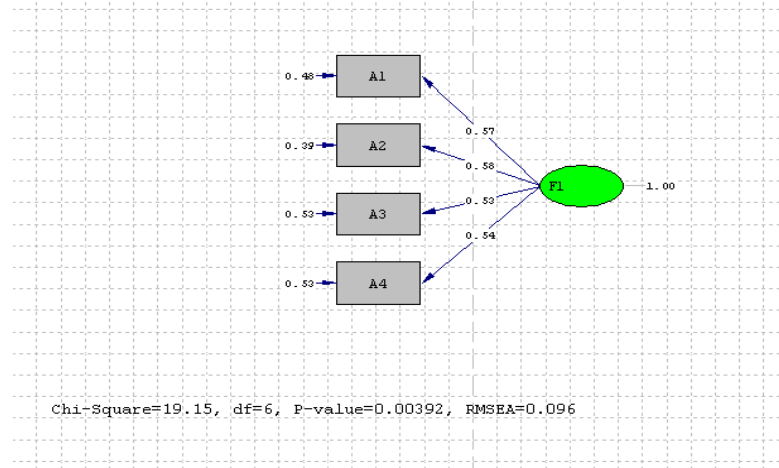 0.48
A1
0.57
0.39
A2
0.58
F1
1.00
0.53
A3
0.53
0.54
0.53
A4
Chi-Square=19.15, df=6, P-value=0.00392, RMSEA=0.096